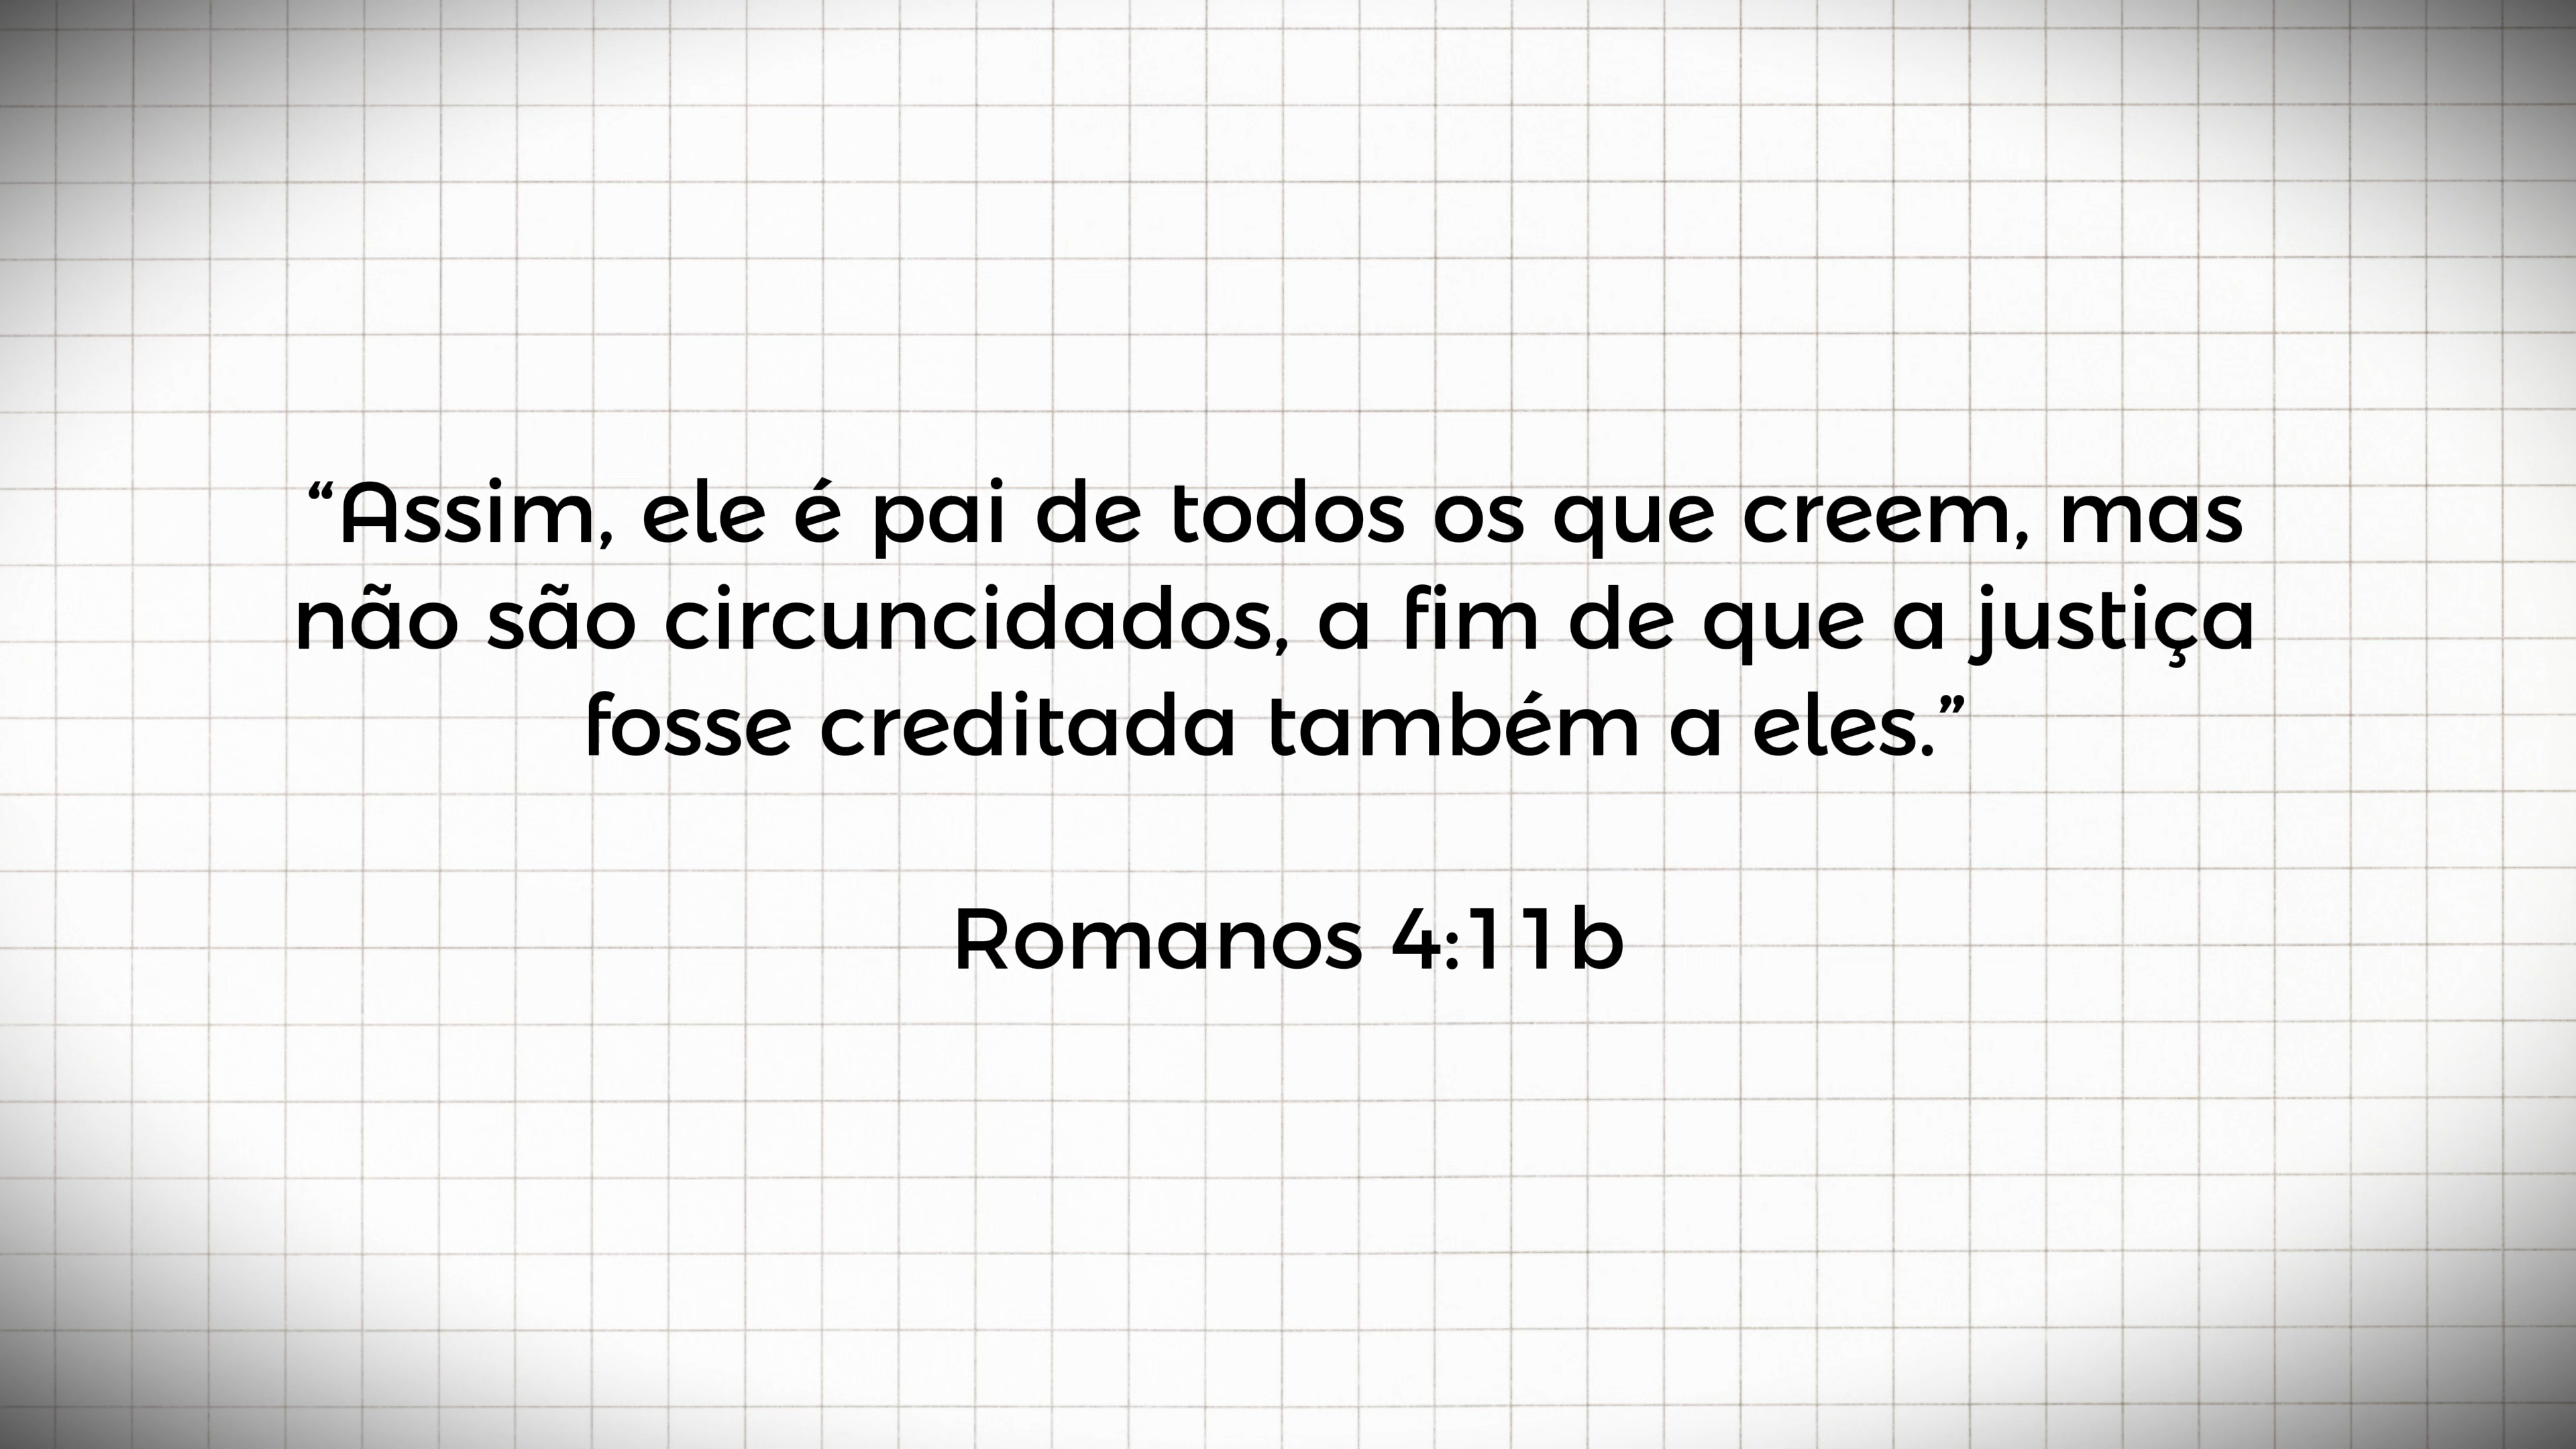 “Assim, ele é pai de todos os que creem, mas
não são circuncidados, a fim de que a justiça
fosse creditada também a eles.”
Romanos 4:11b